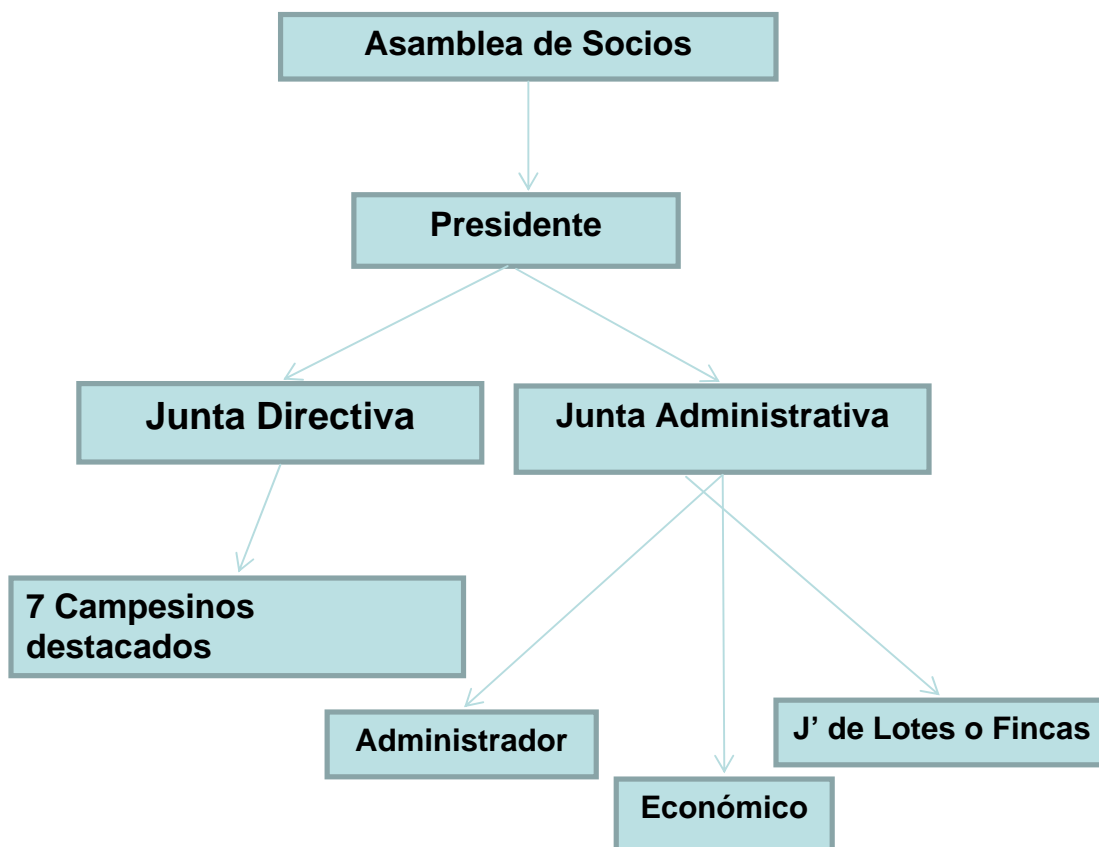 Asamblea de Socios
Presidente
Junta Directiva
Junta Administrativa
7 Campesinos
destacados
Administrador
J’ de Lotes o Fincas
Económico